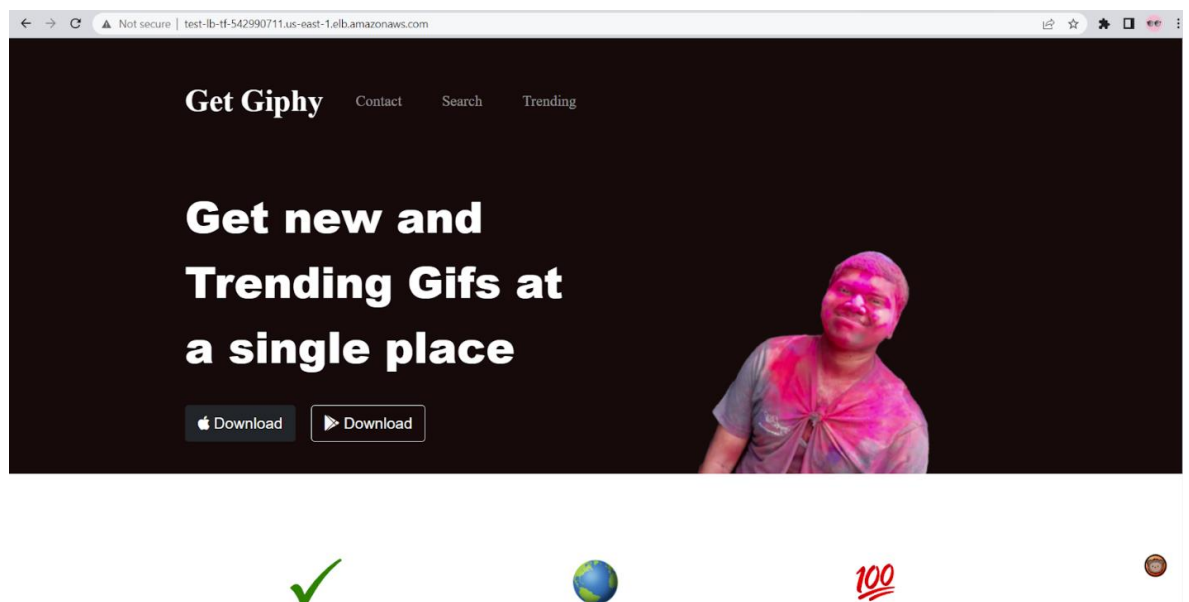 Not secure | test-lb-tf-542990711.us-east-1.elb.amazonaws.com
Get Giphy Contact Search Trending
Get new and
Trending Gifs at
a single place
Download Download
100